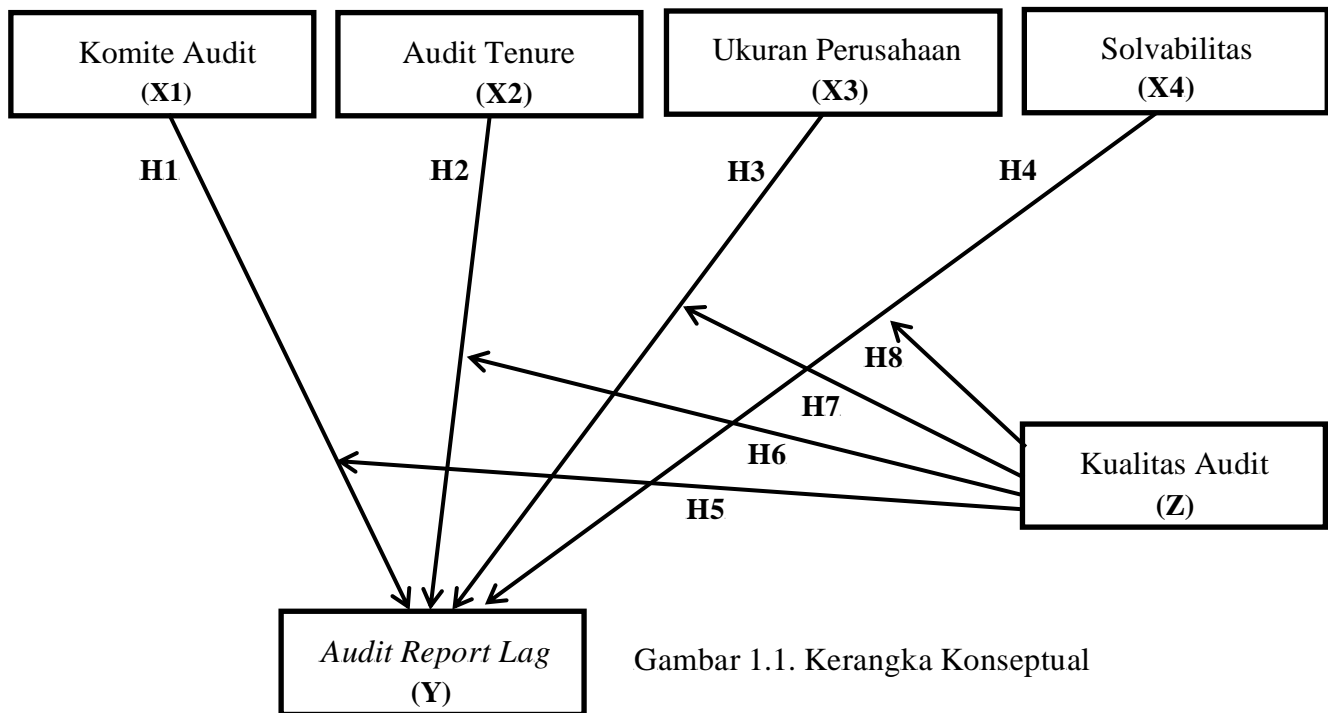 Komite Audit
(X1)
Audit Tenure
(X2)
Ukuran Perusahaan
(X3)
Solvabilitas
(X4)
H1
H2
H3
H4
H8
H7
H6
H5
Kualitas Audit
(Z)
Audit Report Lag
(Y)
Gambar 1.1. Kerangka Konseptual